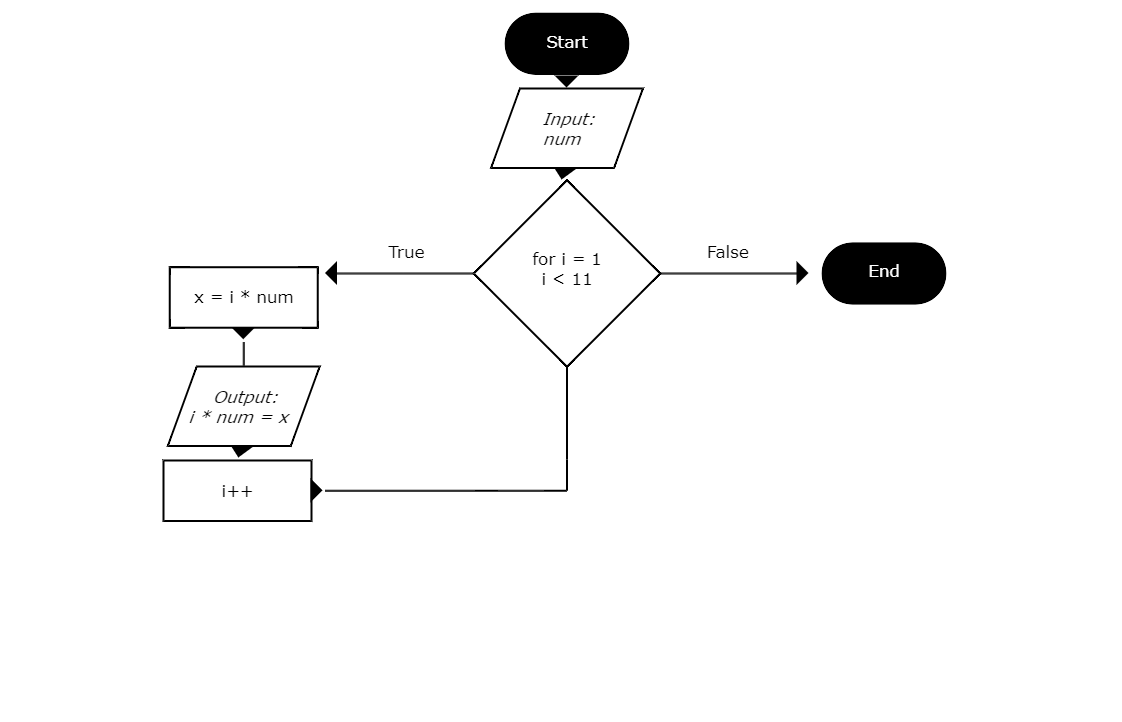 Start
Input:
num
for i = 1
i < 11
True
False
End
x = i * num
Output:
i * num = x
i++